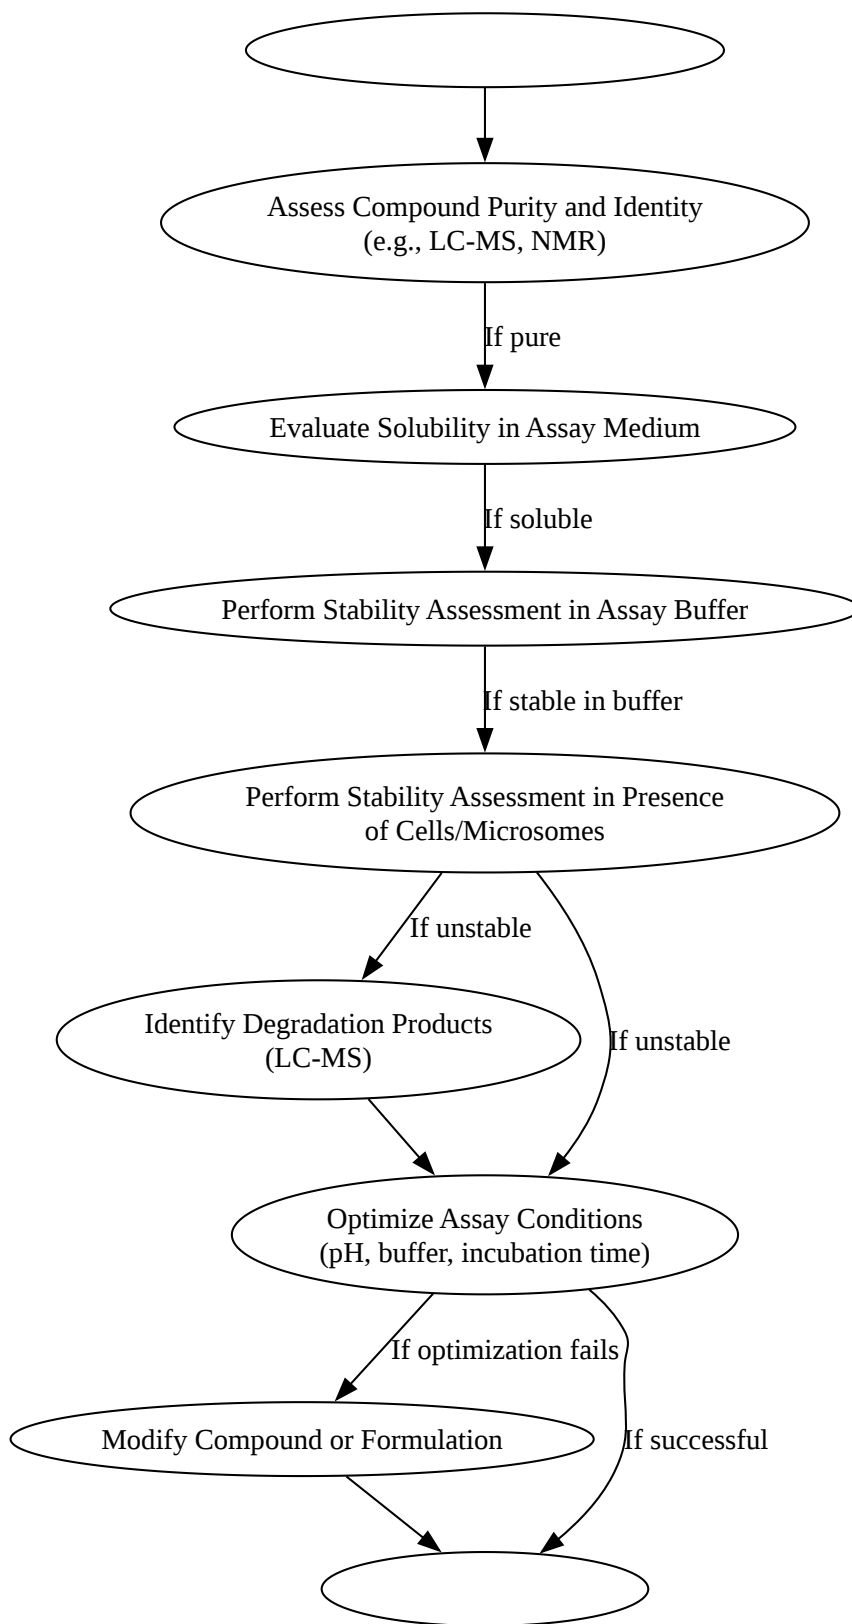 Assess Compound Purity and Identity
(e.g., LC-MS, NMR)
If pure
Evaluate Solubility in Assay Medium
If soluble
Perform Stability Assessment in Assay Buffer
If stable in buffer
Perform Stability Assessment in Presence
of Cells/Microsomes
If unstable
Identify Degradation Products
(LC-MS)
If unstable
Optimize Assay Conditions
(pH, buffer, incubation time)
If optimization fails
Modify Compound or Formulation
If successful